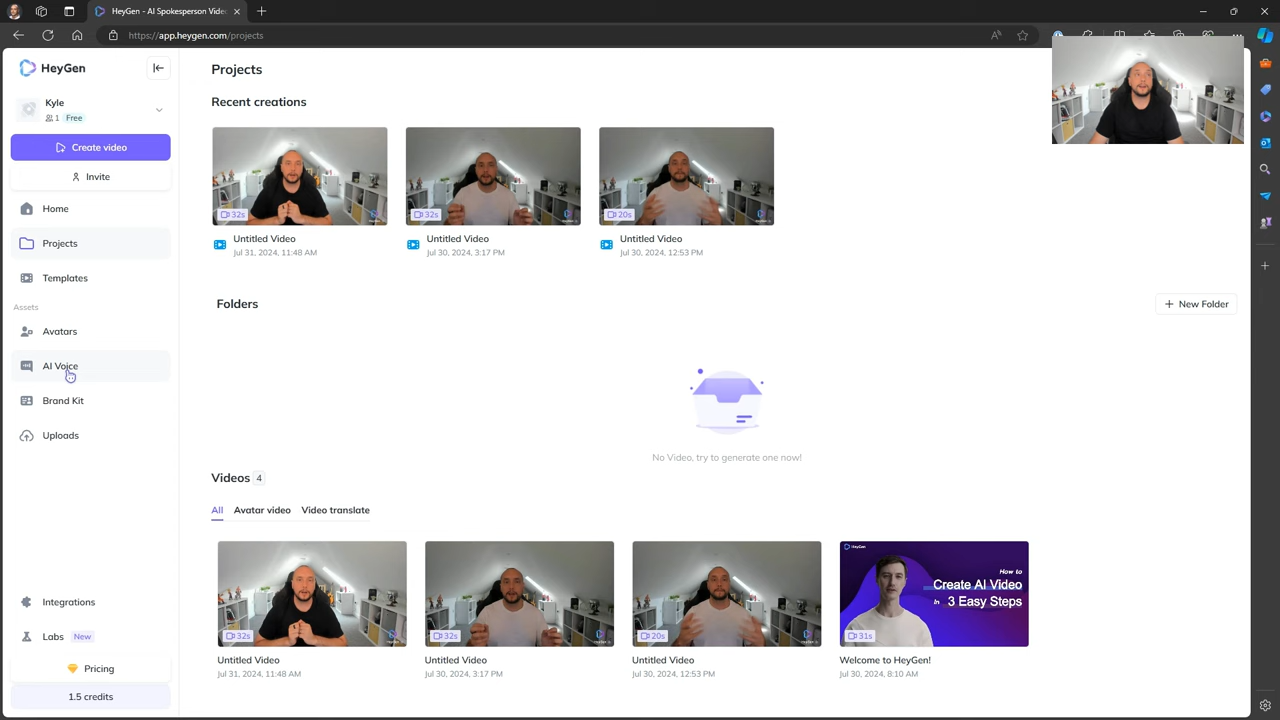 HeyGen - AI Spokesperson Vide
https://app.heygen.com/projects
HeyGen
Kyle
1 Free
Create video
Invite
Home
Projects
Templates
Assets
Avatars
AI Voice
Brand Kit
Uploads
Integrations
Labs New
Pricing
1.5 credits
Projects
Recent creations
32s
32s
20s
Untitled Video
Jul 31, 2024, 11:48 AM
Untitled Video
Jul 30, 2024, 3:17 PM
Untitled Video
Jul 30, 2024, 12:53 PM
Folders
New Folder
No Video, try to generate one now!
Videos 4
All
Avatar video
Video translate
32s
32s
20s
HeyGen
How to
Create AI Video
in 3 Easy Steps
31s
Untitled Video
Jul 31, 2024, 11:48 AM
Untitled Video
Jul 30, 2024, 3:17 PM
Untitled Video
Jul 30, 2024, 12:53 PM
Welcome to HeyGen!
Jul 30, 2024, 8:10 AM